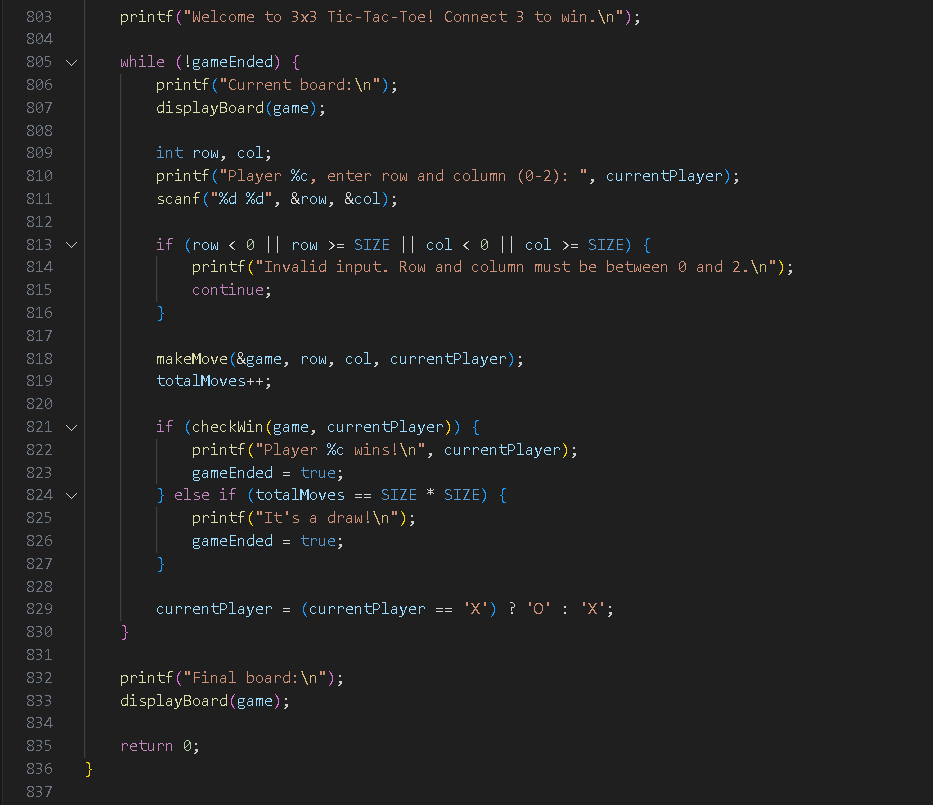 803 printf("Welcome to 3x3 Tic-Tac-Toe! Connect 3 to win.\n");
804
805 while (!gameEnded) {
806 printf("Current board:\n");
807 displayBoard(game);
808
809 int row, col;
810 printf("Player %c, enter row and column (0-2): ", currentPlayer);
811 scanf("%d %d", &row, &col);
812
813 if (row < 0 || row >= SIZE || col < 0 || col >= SIZE) {
814 printf("Invalid input. Row and column must be between 0 and 2.\n");
815 continue;
816 }
817
818 makeMove(&game, row, col, currentPlayer);
819 totalMoves++;
820
821 if (checkWin(game, currentPlayer)) {
822 printf("Player %c wins!\n", currentPlayer);
823 gameEnded = true;
824 } else if (totalMoves == SIZE * SIZE) {
825 printf("It's a draw!\n");
826 gameEnded = true;
827 }
828
829 currentPlayer = (currentPlayer == 'X') ? 'O' : 'X';
830 }
831
832 printf("Final board:\n");
833 displayBoard(game);
834
835 return 0;
836 }
837